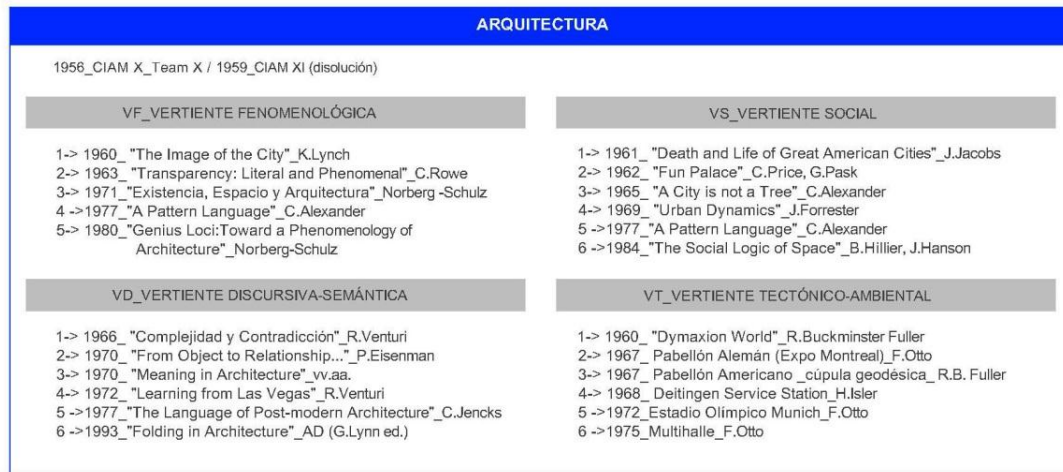 ARQUITECTURA
1956_CIAM X_Team X / 1959_CIAM XI (disolución)
VF_VERTIENTE FENOMENOLÓGICA
1-> 1960_ "The Image of the City"_K.Lynch
2-> 1963_ "Transparency: Literal and Phenomenal"_C.Rowe
3-> 1971_"Existencia, Espacio y Arquitectura"_Norberg -Schulz
4 ->1977_"A Pattern Language"_C.Alexander
5-> 1980_"Genius Loci:Toward a Phenomenology of
Architecture"_Norberg-Schulz
VS_VERTIENTE SOCIAL
1-> 1961_ "Death and Life of Great American Cities"_J.Jacobs
2-> 1962_ "Fun Palace"_C.Price, G.Pask
3-> 1965_ "A City is not a Tree"_C.Alexander
4-> 1969_ "Urban Dynamics"_J.Forrester
5 ->1977_"A Pattern Language"_C.Alexander
6 ->1984_"The Social Logic of Space"_B.Hillier, J.Hanson
VD_VERTIENTE DISCURSIVA-SEMÁNTICA
1-> 1966_ "Complejidad y Contradicción"_R.Venturi
2-> 1970_ "From Object to Relationship..."_P.Eisenman
3-> 1970_ "Meaning in Architecture"_vv.aa.
4-> 1972_ "Learning from Las Vegas"_R.Venturi
5 ->1977_"The Language of Post-modern Architecture"_C.Jencks
6 ->1993_"Folding in Architecture"_AD (G.Lynn ed.)
VT_VERTIENTE TECTÓNICO-AMBIENTAL
1-> 1960_ "Dymaxion World"_R.Buckminster Fuller
2-> 1967_ Pabellón Alemán (Expo Montreal)_F.Otto
3-> 1967_ Pabellón Americano _cúpula geodésica_ R.B. Fuller
4-> 1968_ Deitingen Service Station_H.Isler
5 ->1972_Estadio Olímpico Munich_F.Otto
6 ->1975_Multihalle_F.Otto